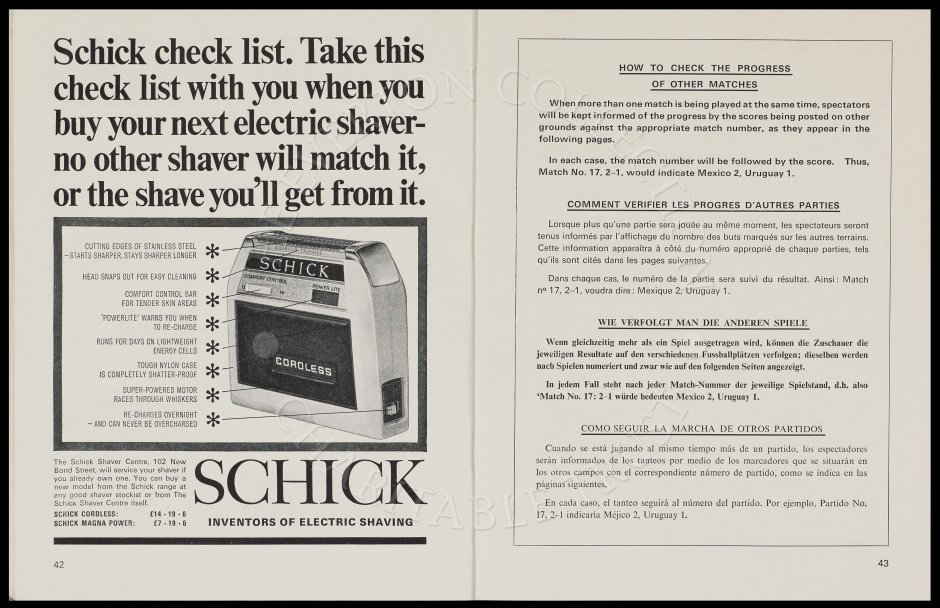 Schick check list. Take this
check list with you when you
buy your next electric shaver-
no other shaver will match it,
or the shave you'll get from it.
CUTTING EDGES OF STAINLESS STEEL
–STARTS SHARPER, STAYS SHARPER LONGER
HEAD SNAPS OUT FOR EASY CLEANING
COMFORT CONTROL BAR
FOR TENDER SKIN AREAS
'POWERLITE' WARNS YOU WHEN
TO RE-CHARGE
RUNS FOR DAYS ON LIGHTWEIGHT
ENERGY CELLS
TOUGH NYLON CASE
IS COMPLETELY SHATTER-PROOF
SUPER-POWERED MOTOR
RACES THROUGH WHISKERS
RE-CHARGES OVERNIGHT
–AND CAN NEVER BE OVERCHARGED
SCHICK
COMFORT CONTROL
HI
POWER LITE
CORDLESS
The Schick Shaver Centre, 102 New
Bond Street, will service your shaver if
you already own one. You can buy a
new model from the Schick range at
any good shaver stockist or from The
Schick Shaver Centre itself.
SCHICK CORDLESS: £14 - 19 - 6
SCHICK MAGNA POWER: £7 - 19 - 6
SCHICK
INVENTORS OF ELECTRIC SHAVING
42
HOW TO CHECK THE PROGRESS
OF OTHER MATCHES
When more than one match is being played at the same time, spectators
will be kept informed of the progress by the scores being posted on other
grounds against the appropriate match number, as they appear in the
following pages.
In each case, the match number will be followed by the score. Thus,
Match No. 17, 2–1, would indicate Mexico 2, Uruguay 1.
COMMENT VERIFIER LES PROGRES D'AUTRES PARTIES
Lorsque plus qu'une partie sera jouée au même moment, les spectateurs seront
tenus informés par l'affichage du nombre des buts marqués sur les autres terrains.
Cette information apparaîtra à côté du numéro approprié de chaque parties, tels
qu'ils sont cités dans les pages suivantes.
Dans chaque cas, le numéro de la partie sera suivi du résultat. Ainsi: Match
nº 17, 2–1, voudra dire: Mexique 2, Uruguay 1.
WIE VERFOLGT MAN DIE ANDEREN SPIELE
Wenn gleichzeitig mehr als ein Spiel ausgetragen wird, können die Zuschauer die
jeweiligen Resultate auf den verschiedenen Fussballplätzen verfolgen; dieselben werden
nach Spielen numeriert und zwar wie auf den folgenden Seiten angezeigt.
In jedem Fall steht nach jeder Match-Nummer der jeweilige Spielstand, d.h. also
'Match No. 17: 2–1 würde bedeuten Mexico 2, Uruguay 1.
COMO SEGUIR LA MARCHA DE OTROS PARTIDOS
Cuando se está jugando al mismo tiempo más de un partido, los espectadores
serán informados de los tanteos por medio de los marcadores que se situarán en
los otros campos con el correspondiente número de partido, como se indica en las
páginas siguientes.
En cada caso, el tanteo seguirá al número del partido. Por ejemplo, Partido No.
17, 2–1 indicaría Méjico 2, Uruguay 1.
43